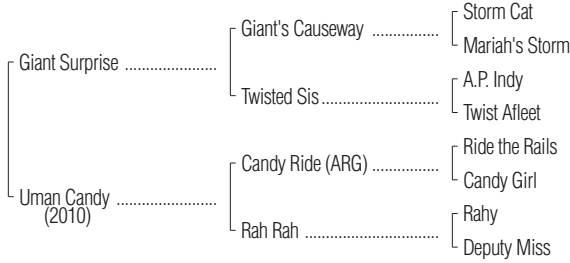 Storm Cat
Giant's Causeway
Mariah's Storm
Giant Surprise
A.P. Indy
Twisted Sis
Twist Afleet
Ride the Rails
Candy Ride (ARG)
Candy Girl
Uman Candy
(2010)
Rahy
Rah Rah
Deputy Miss